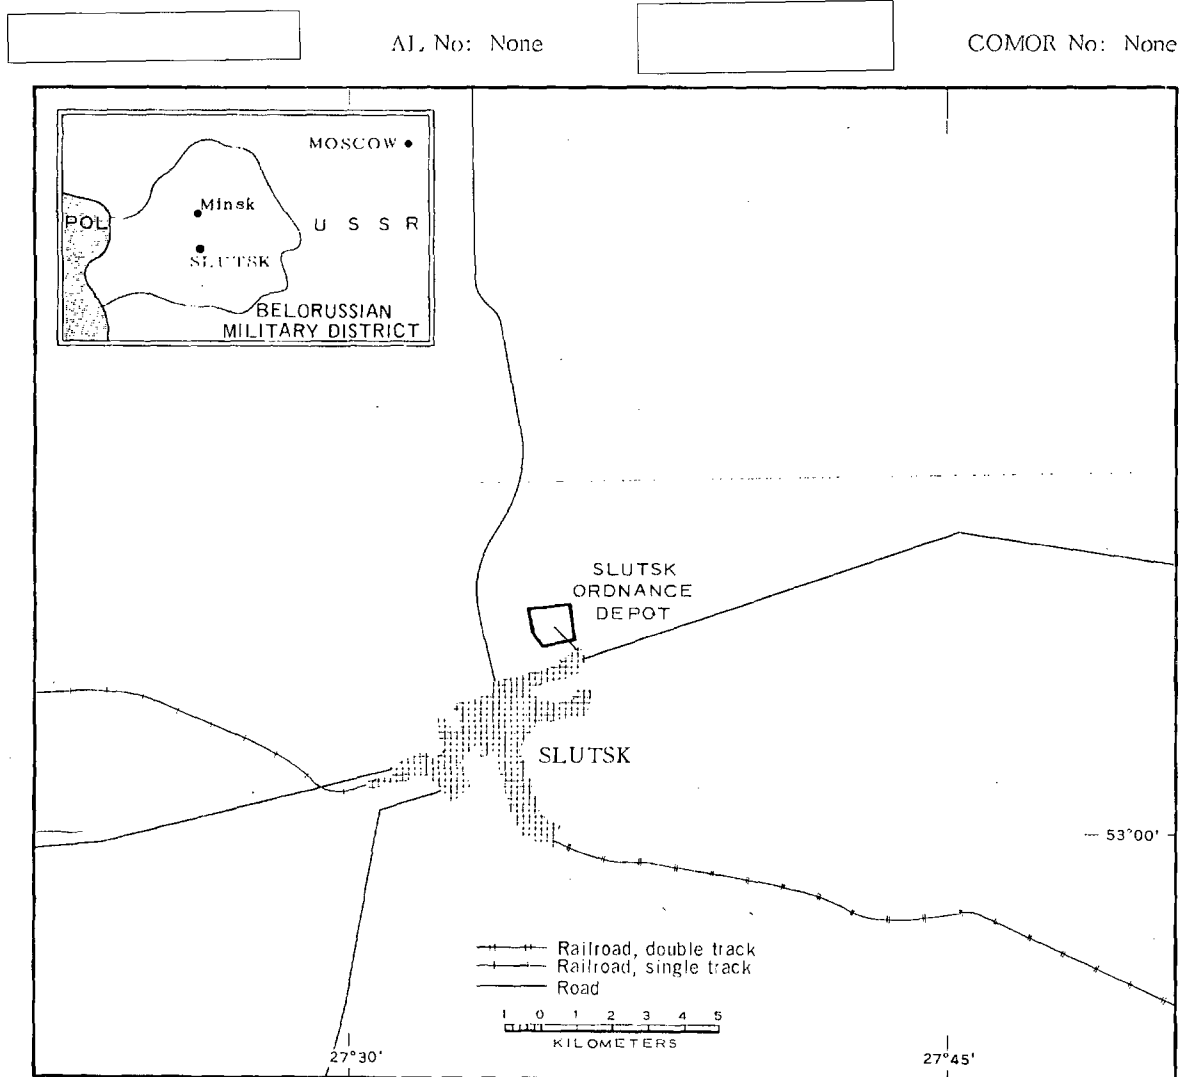 AL No: None
COMOR No: None
MOSCOW
Minsk
POL
U S S R
SLUTSK
BELORUSSIAN
MILITARY DISTRICT
SLUTSK
ORDNANCE
DEPOT
SLUTSK
53°00'
Railroad, double track
Railroad, single track
Road
1 0 1 2 3 4 5
KILOMETERS
27°30'
27°45'